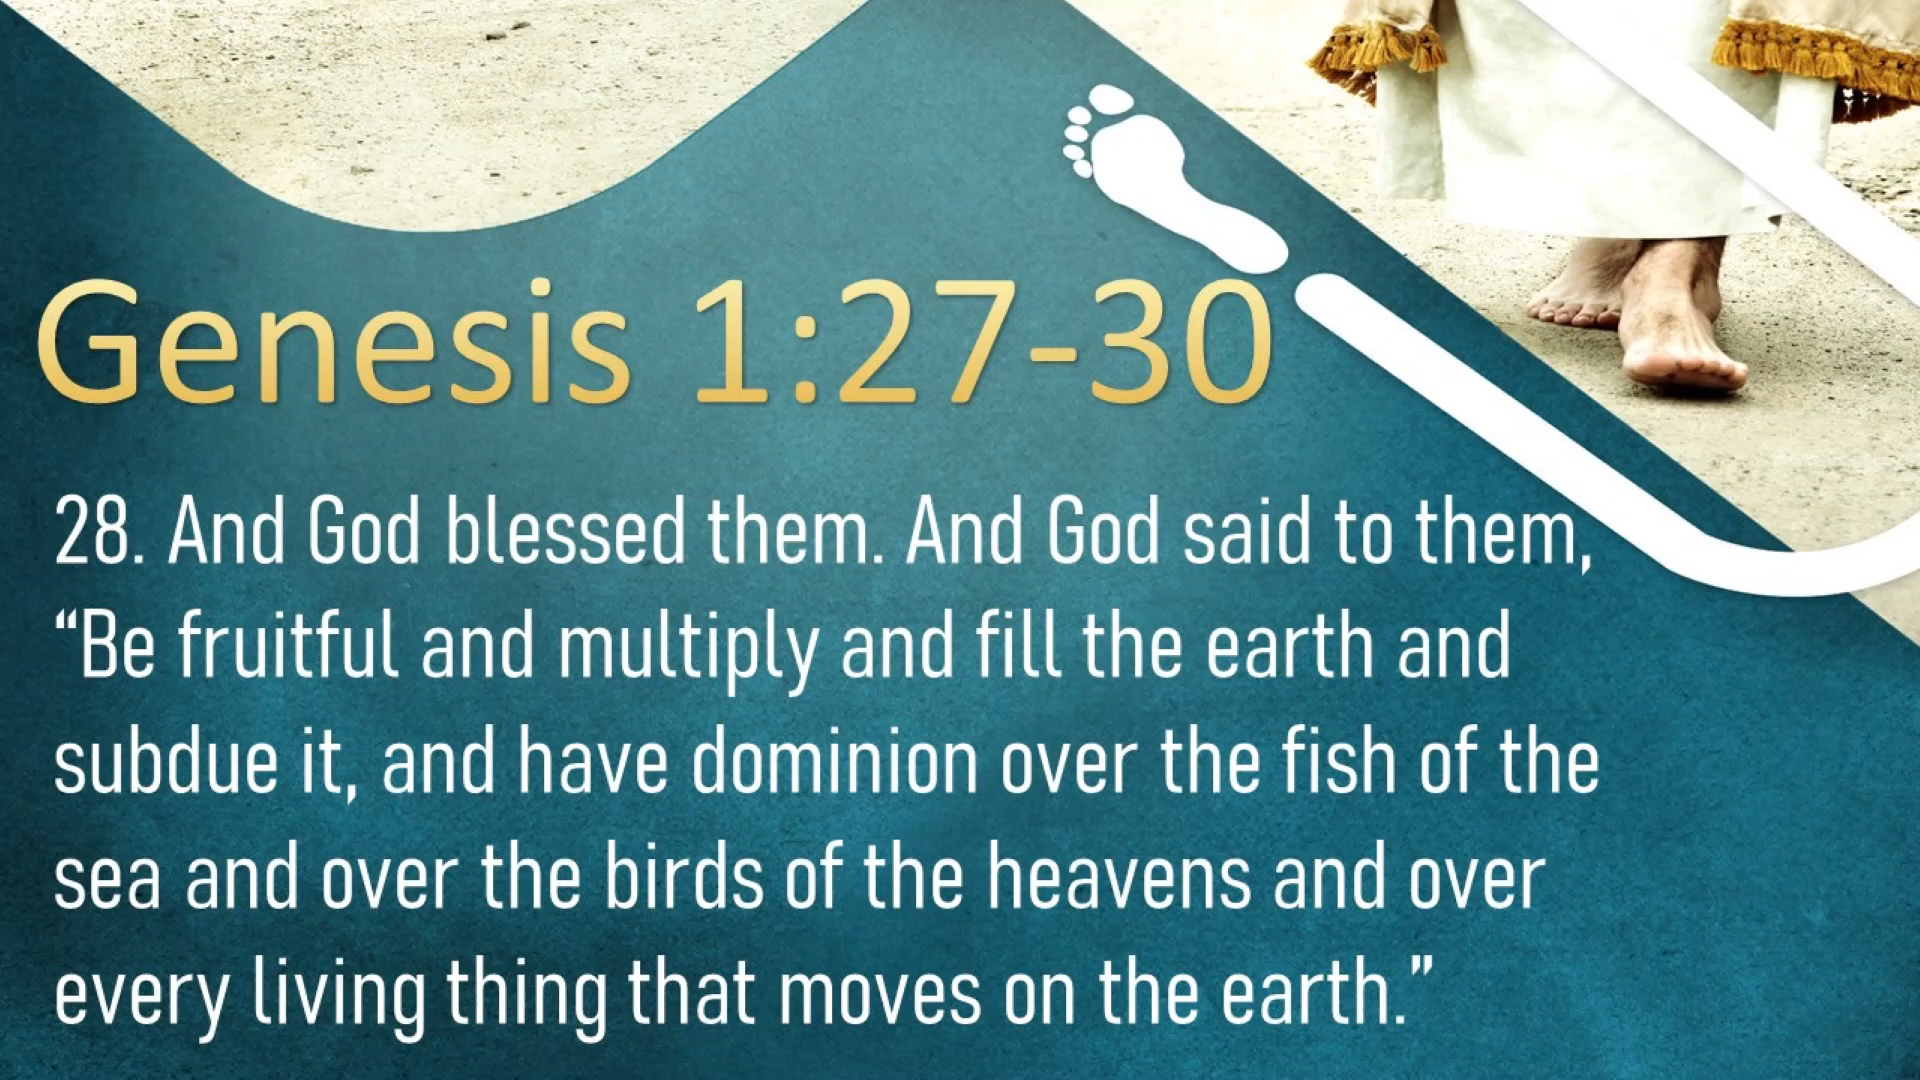 Genesis 1:27-30
28. And God blessed them. And God said to them,
“Be fruitful and multiply and fill the earth and
subdue it, and have dominion over the fish of the
sea and over the birds of the heavens and over
every living thing that moves on the earth.”